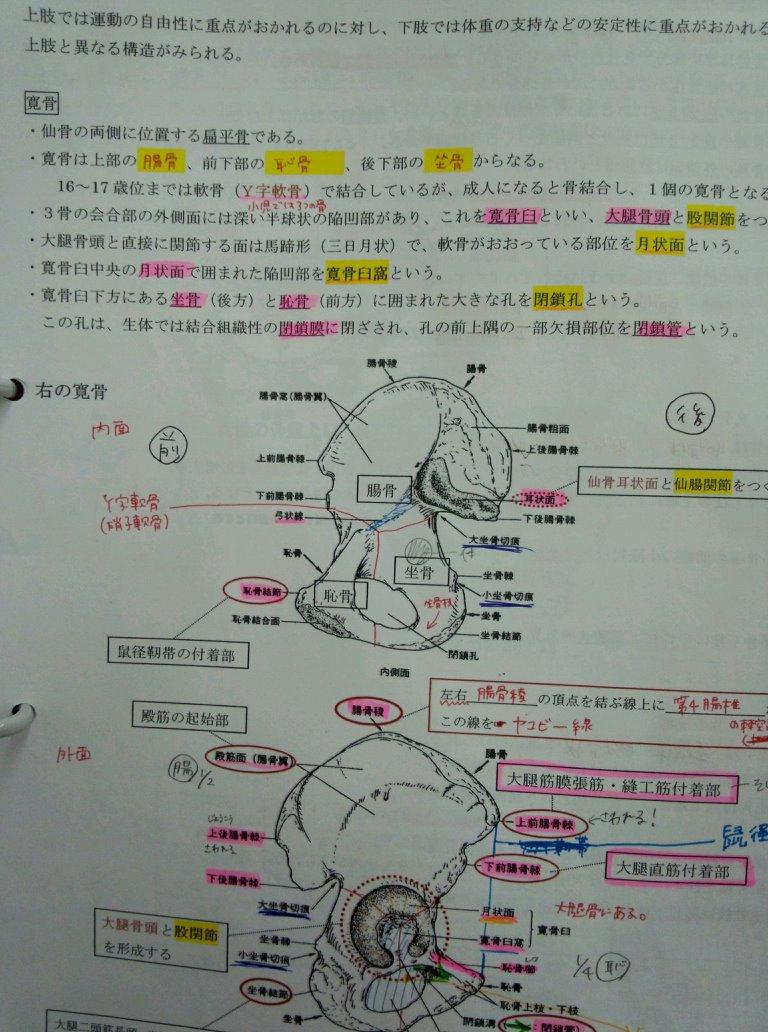 上肢では運動の自由性に重点がおかれるのに対し、下肢では体重の支持などの安定性に重点がおかれる
上肢と異なる構造がみられる。
寛骨
・仙骨の両側に位置する扁平骨である。
・寛骨は上部の 腸骨 、前下部の 恥骨 、後下部の 坐骨 からなる。
16～17歳位までは軟骨（Y字軟骨）で結合しているが、成人になると骨結合し、1個の寛骨となる
小児では3つの骨
・3骨の会合部の外側面には深い半球状の陥凹部があり、これを寛骨臼といい、大腿骨頭と股関節をつ
・大腿骨頭と直接に関節する面は馬蹄形（三日月状）で、軟骨がおおっている部位を月状面という。
・寛骨臼中央の月状面で囲まれた陥凹部を寛骨臼窩という。
・寛骨臼下方にある坐骨（後方）と恥骨（前方）に囲まれた大きな孔を閉鎖孔という。
この孔は、生体では結合組織性の閉鎖膜に閉ざされ、孔の前上隅の一部欠損部位を閉鎖管という。
右の寛骨
内面
前
後
腸骨稜
腸骨
腸骨窩(腸骨翼)
腸骨粗面
上後腸骨棘
上前腸骨棘
腸骨
仙骨耳状面と仙腸関節をつ
下前腸骨棘
耳状面
Y字軟骨
(硝子軟骨)
弓状線
下後腸骨棘
大坐骨切痕
恥骨
坐骨
坐骨棘
恥骨結節
恥骨
小坐骨切痕
坐骨
恥骨結合面
坐骨結節
鼠径靭帯の付着部
閉鎖孔
内側面
左右 腸骨稜 の頂点を結ぶ線上に 第4腰椎
この線を ヤコビー線
殿筋の起始部
腸骨稜
外面
殿筋面(腸骨翼)
腸 1/2
腸骨
大腿筋膜張筋・縫工筋付着部
じょうこう
上後腸骨棘
さわれる
上前腸骨棘
さわれる!
鼠径
下後腸骨棘
下前腸骨棘
大腿直筋付着部
大坐骨切痕
大腿骨頭と股関節
を形成する
月状面
大腿骨にある。
寛骨臼
寛骨臼窩
坐骨棘
小坐骨切痕
恥骨櫛
1/4 恥
恥骨
坐骨結節
恥骨上枝・下枝
閉鎖溝
閉鎖管
坐骨